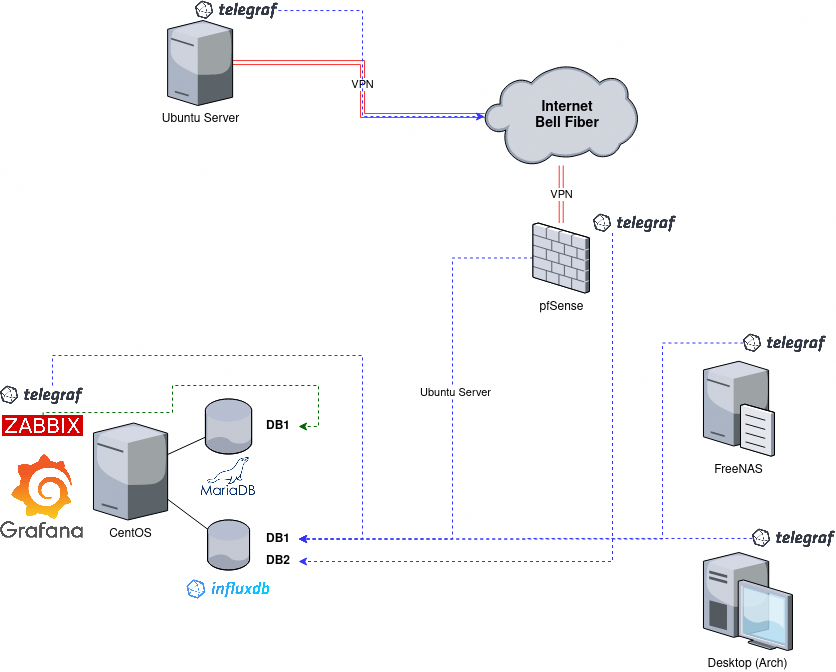 telegraf
VPN
Ubuntu Server
Internet
Bell Fiber
VPN
telegraf
pfSense
telegraf
telegraf
Ubuntu Server
ZABBIX
DB1
MariaDB
FreeNAS
Grafana
CentOS
DB1
telegraf
DB2
influxdb
Desktop (Arch)